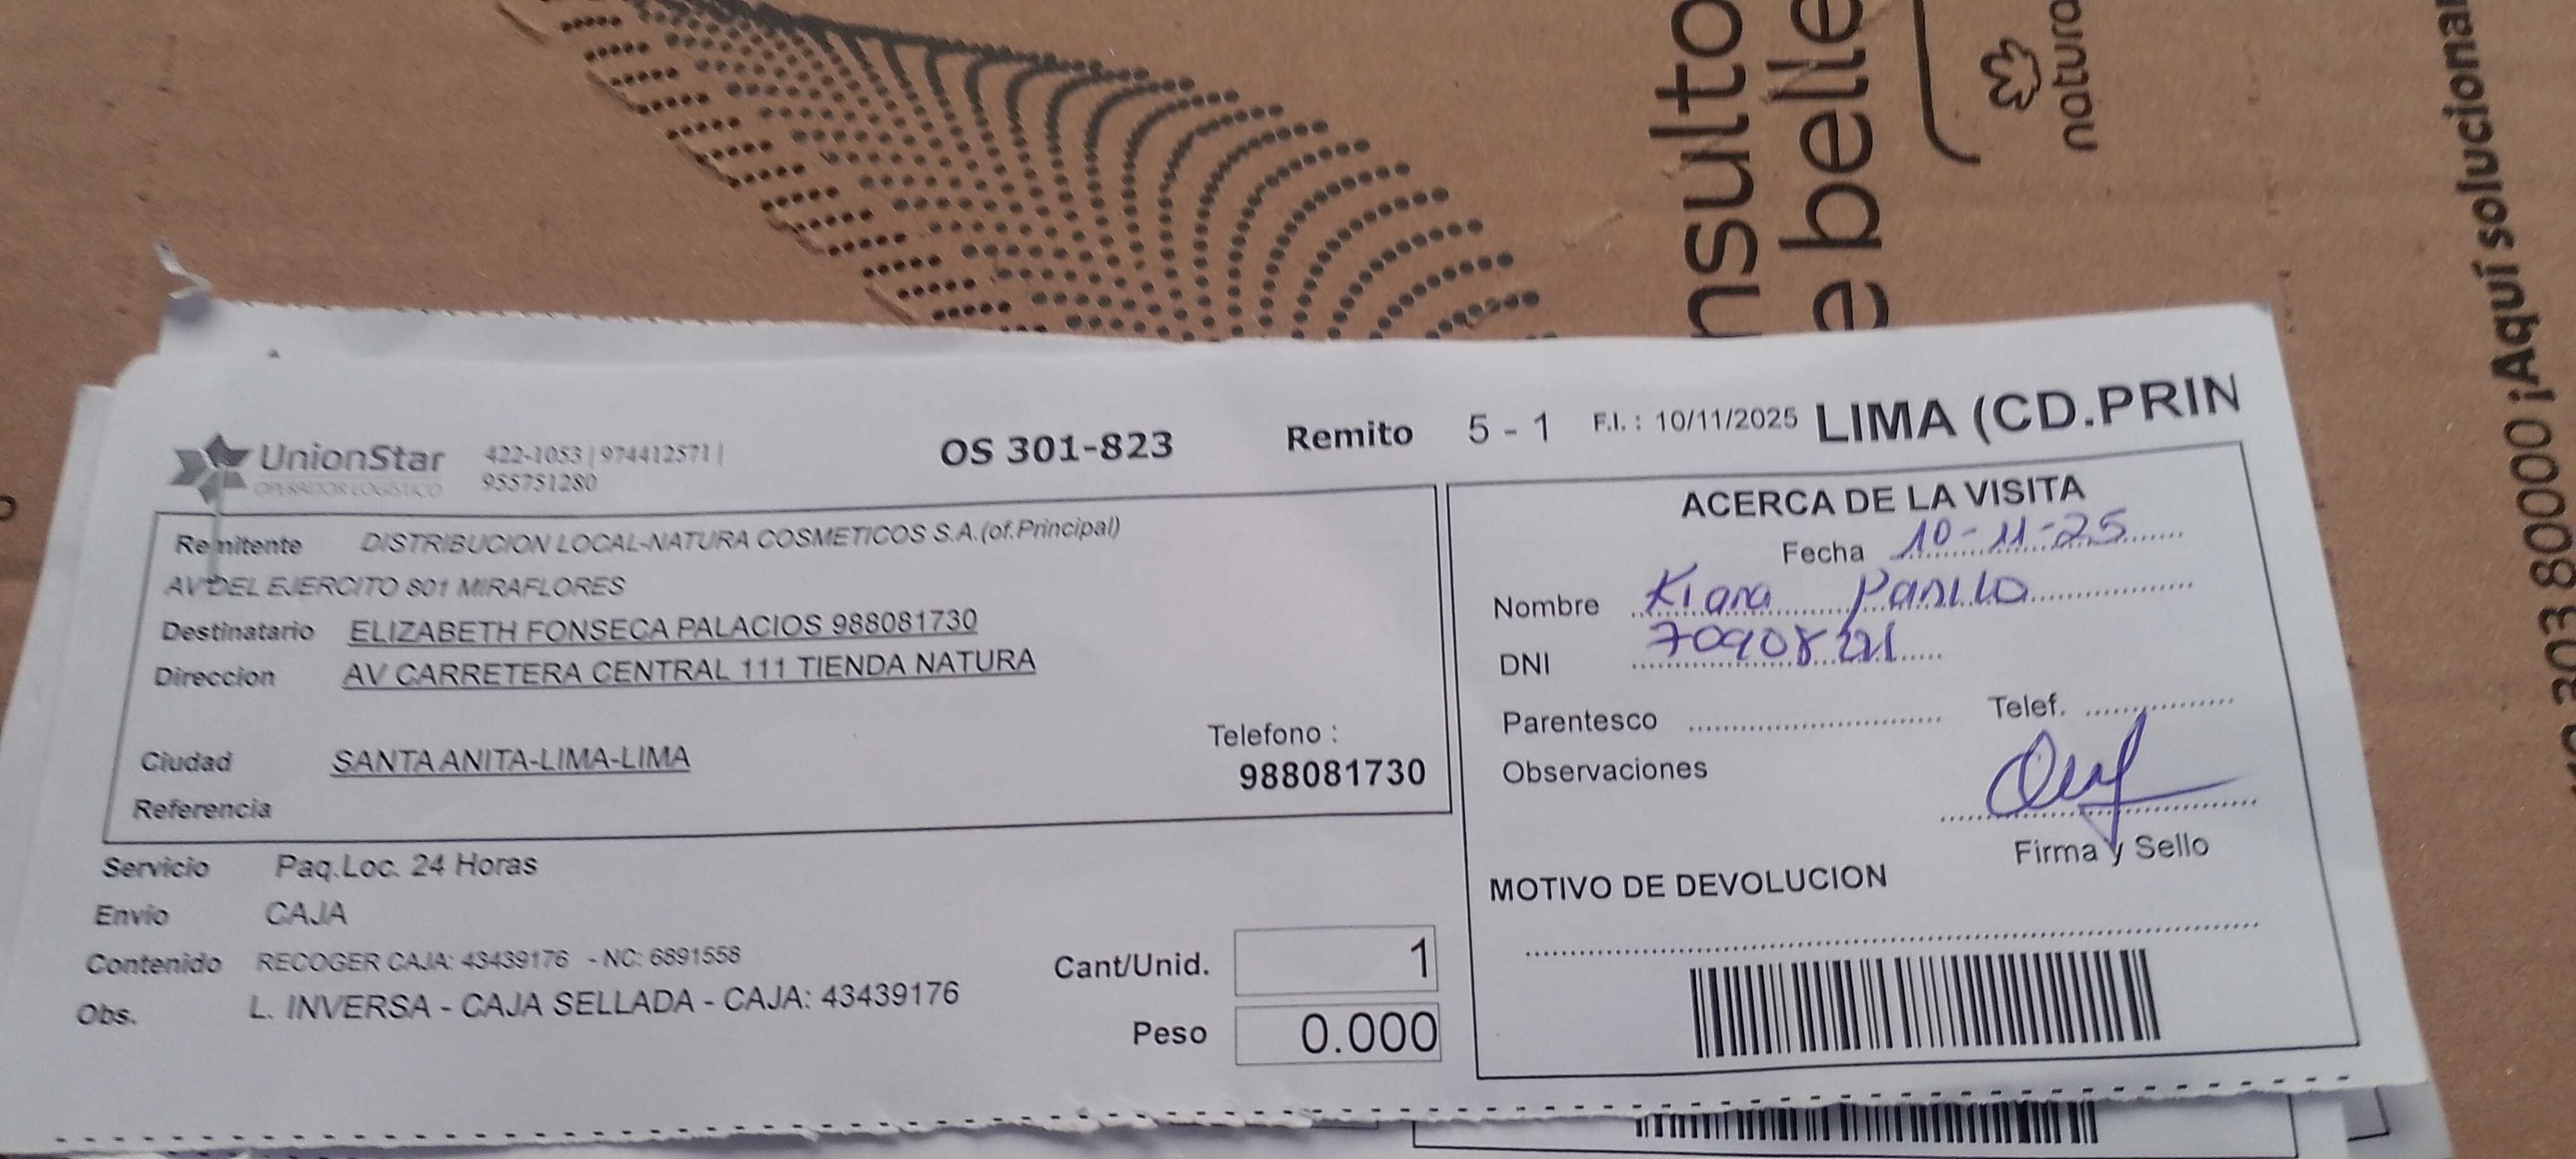 nsulto
e belle
natura
303 80000 ¡Aquí soluciona
UnionStar
OPERADOR LOGISTICO
422-1053 | 974412571 |
955751280
OS 301-823
Remito 5 - 1
F.I. : 10/11/2025
LIMA (CD.PRIN
Remitente DISTRIBUCION LOCAL-NATURA COSMETICOS S.A.(of.Principal)
AV DEL EJERCITO 801 MIRAFLORES
Destinatario ELIZABETH FONSECA PALACIOS 988081730
Direccion AV CARRETERA CENTRAL 111 TIENDA NATURA
Telefono :
988081730
Ciudad SANTA ANITA-LIMA-LIMA
Referencia
Servicio Paq.Loc. 24 Horas
Envio CAJA
Contenido RECOGER CAJA: 43439176 - NC: 6891558
Obs. L. INVERSA - CAJA SELLADA - CAJA: 43439176
Cant/Unid. 1
Peso 0.000
ACERCA DE LA VISITA
Fecha 10-11-25
Nombre Kiara
DNI
Parentesco
Telef.
Observaciones
Firma y Sello
MOTIVO DE DEVOLUCION